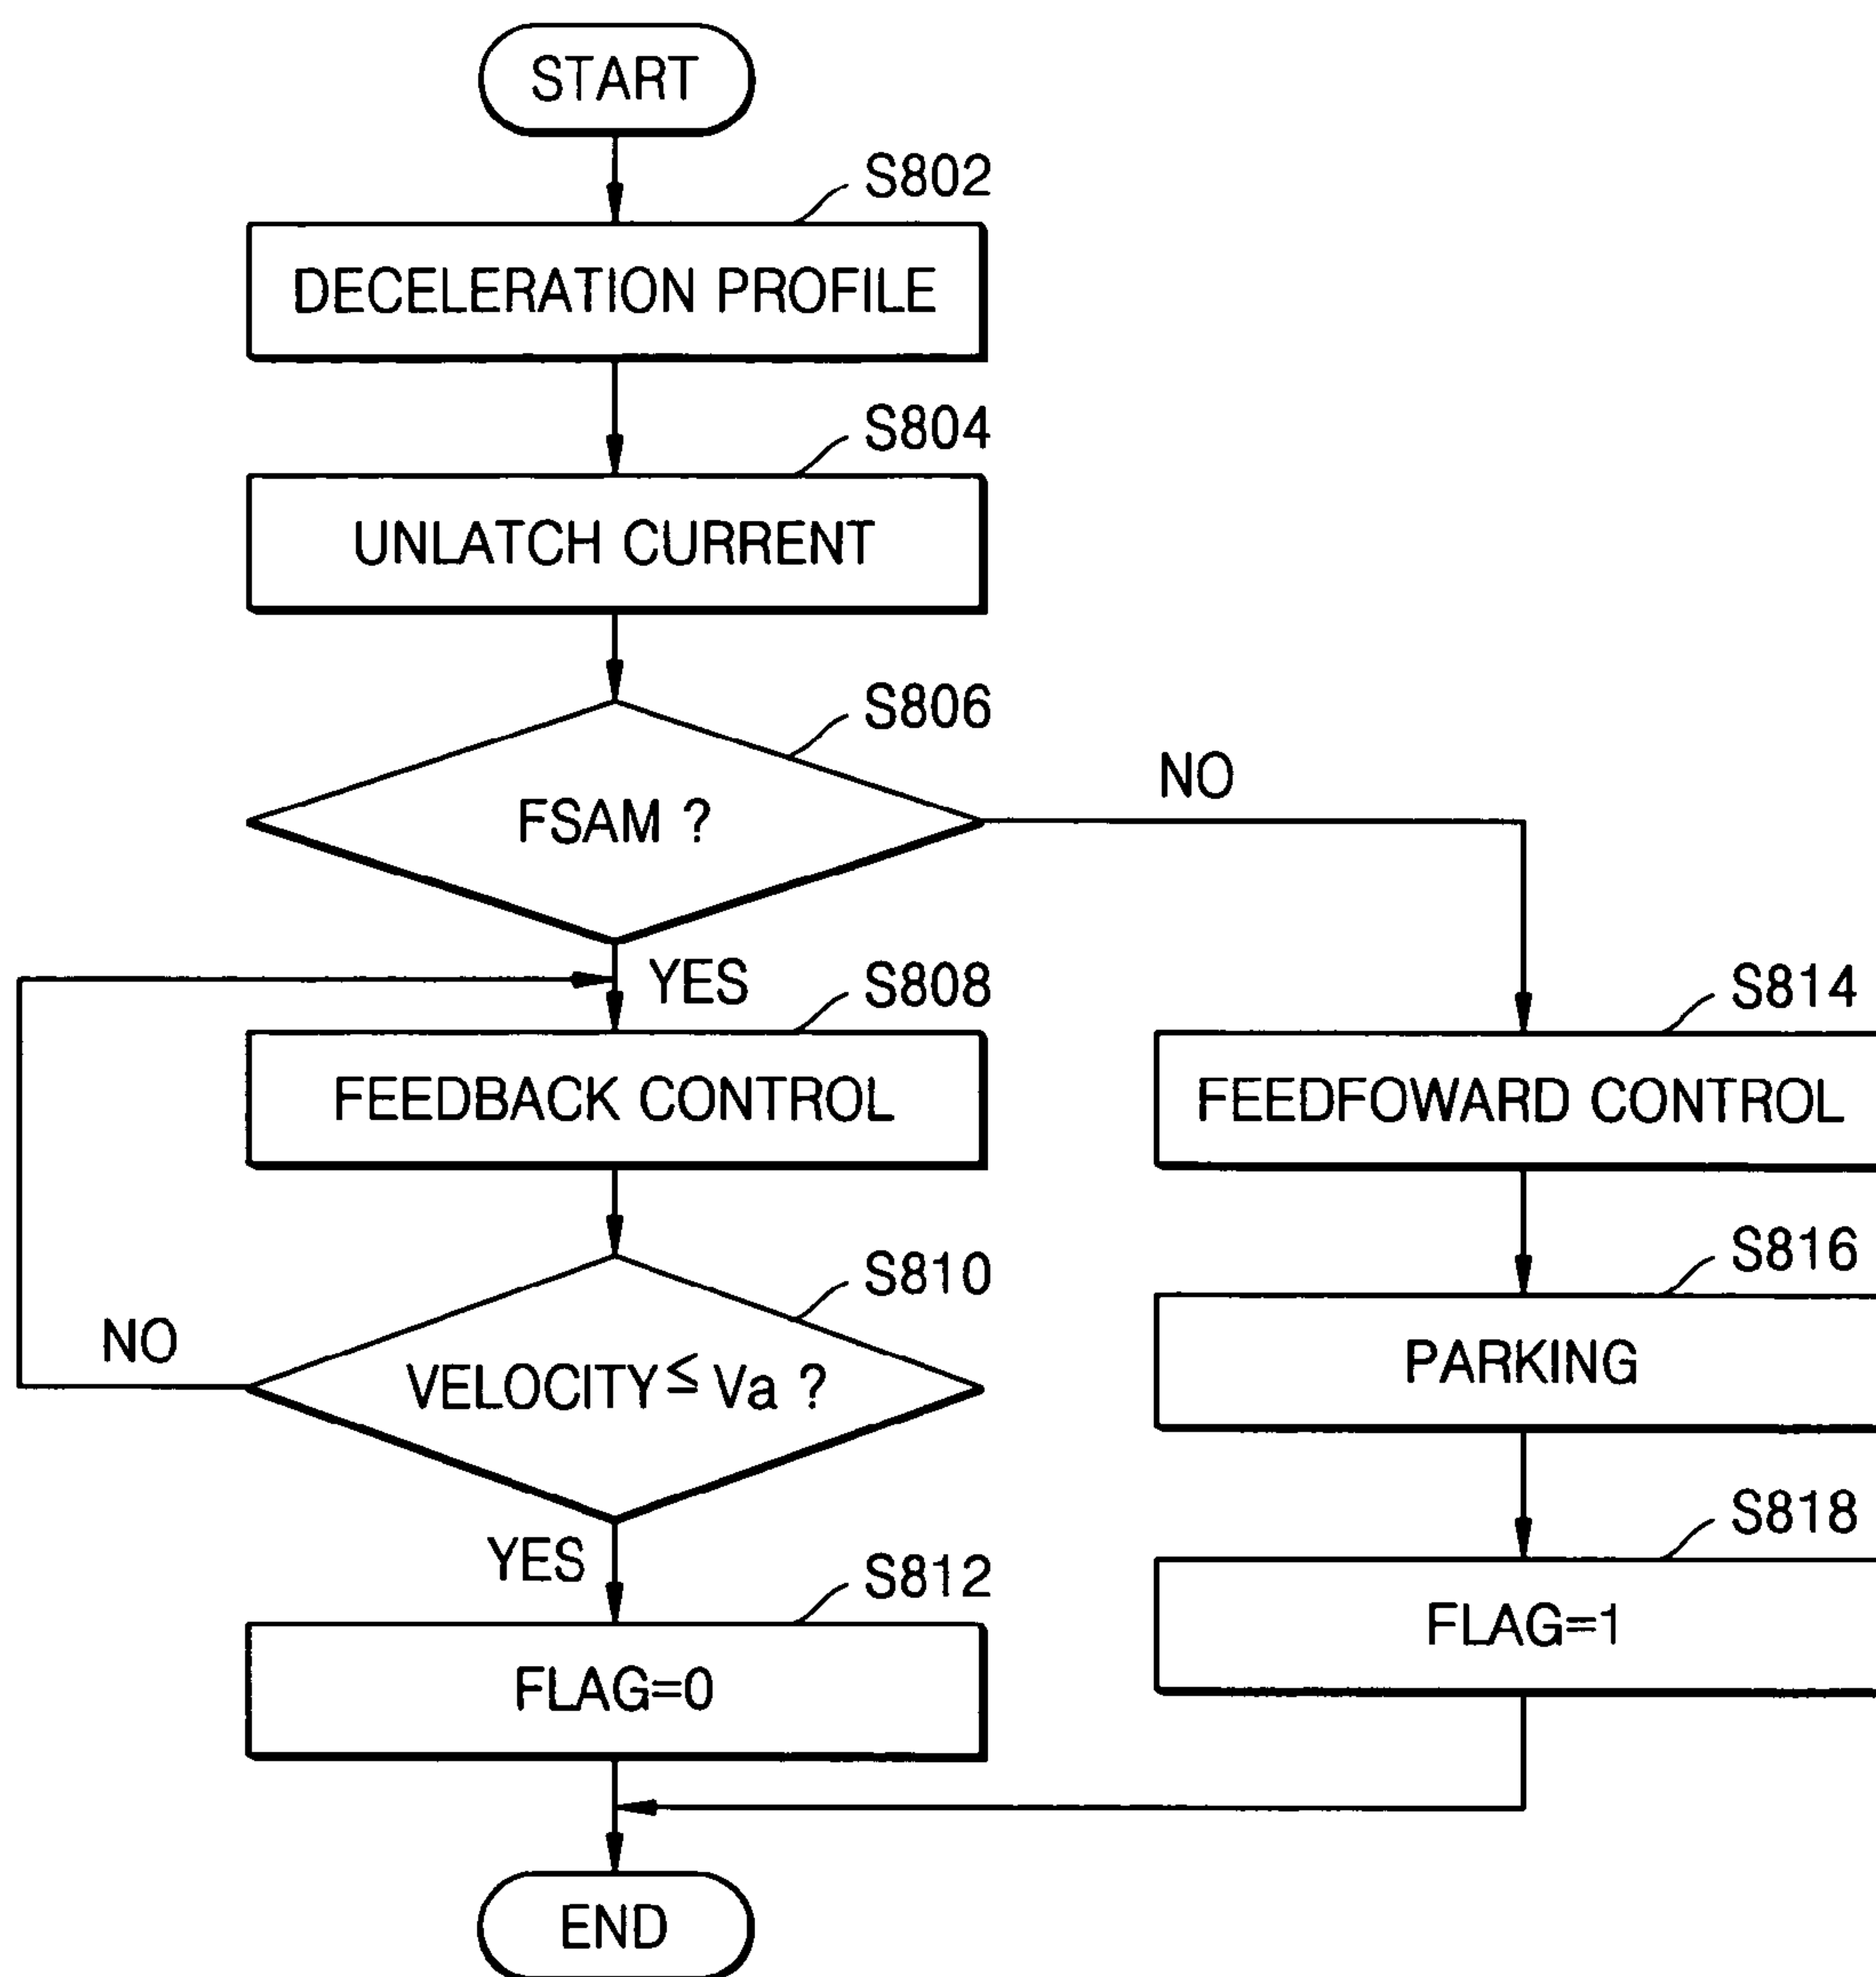 START
S802
DECELERATION PROFILE
S804
UNLATCH CURRENT
S806
FSAM ?
NO
YES
S808
FEEDBACK CONTROL
S810
VELOCITY≤ Va ?
NO
YES
S812
FLAG=0
S814
FEEDFOWARD CONTROL
S816
PARKING
S818
FLAG=1
END